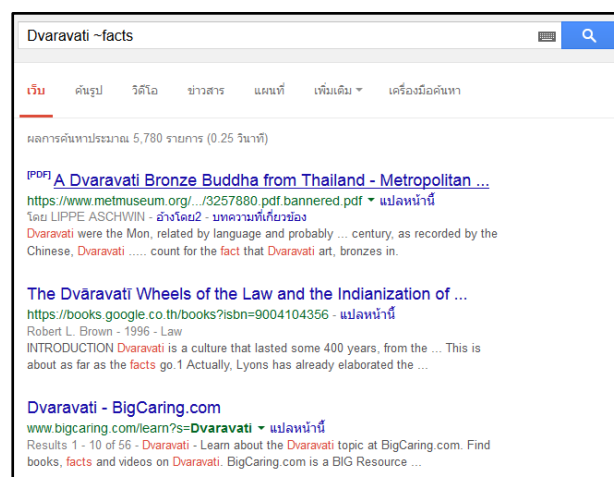 Dvaravati ~facts
เว็บ ค้นรูป วิดีโอ ข่าวสาร แผนที่ เพิ่มเติม เครื่องมือค้นหา
ผลการค้นหาประมาณ 5,780 รายการ (0.25 วินาที)
[PDF] A Dvaravati Bronze Buddha from Thailand - Metropolitan ...
https://www.metmuseum.org/.../3257880.pdf.bannered.pdf ▼ แปลหน้านี้
โดย LIPPE ASCHWIN - อ้างโดย2 - บทความที่เกี่ยวข้อง
Dvaravati were the Mon, related by language and probably ... century, as recorded by the
Chinese, Dvaravati ..... count for the fact that Dvaravati art, bronzes in.
The Dvāravatī Wheels of the Law and the Indianization of ...
https://books.google.co.th/books?isbn=9004104356 - แปลหน้านี้
Robert L. Brown - 1996 - Law
INTRODUCTION Dvaravati is a culture that lasted some 400 years, from the ... This is
about as far as the facts go.1 Actually, Lyons has already elaborated the ...
Dvaravati - BigCaring.com
www.bigcaring.com/learn?s=Dvaravati ▼ แปลหน้านี้
Results 1 - 10 of 56 - Dvaravati - Learn about the Dvaravati topic at BigCaring.com. Find
books, facts and videos on Dvaravati. BigCaring.com is a BIG Resource ...